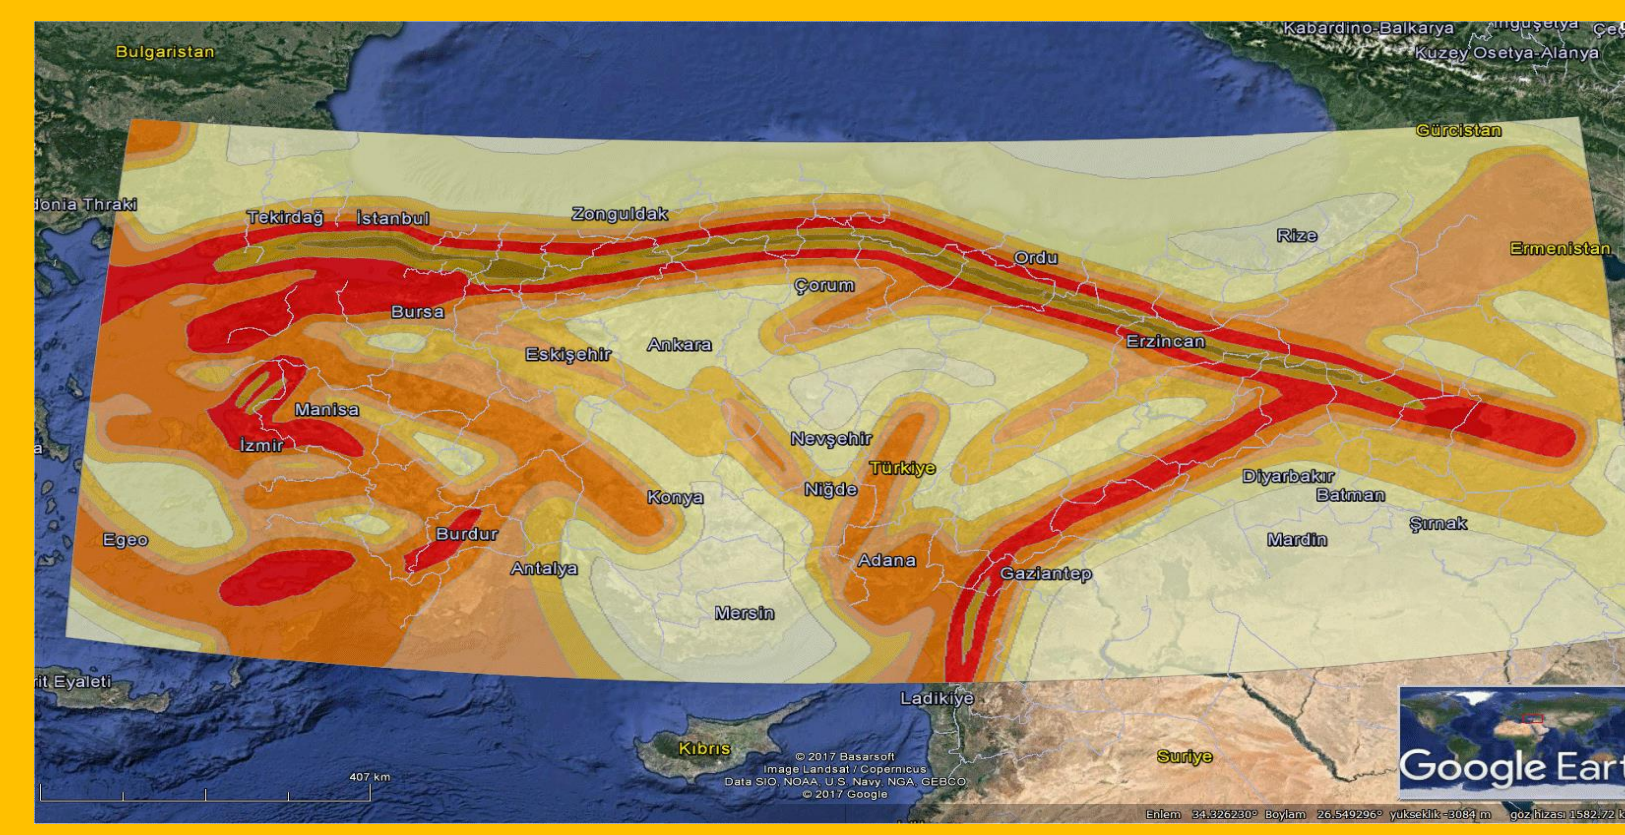 Kabardino-Balkarya
Bulgaristan
Kuzey Osetya-Alanya
Gürcistan
donia Thraki
Tekirdağ
İstanbul
Zonguldak
Rize
Ermenistan
Ordu
Çorum
Bursa
Erzincan
Ankara
Eskişehir
Manisa
Nevşehir
İzmir
Türkiye
Diyarbakır
Niğde
Batman
Konya
Şırnak
Burdur
Egeo
Mardin
Adana
Antalya
Gaziantep
Mersin
rit Eyaleti
Ladikiye
Kıbrıs
Suriye
© 2017 Basarsoft
Image Landsat / Copernicus
Data SIO, NOAA, U.S. Navy, NGA, GEBCO
© 2017 Google
407 km
Google Eart
Enlem 34.326230° Boylam 26.549296° yükseklik -3084 m göz hizası 1582.72 k